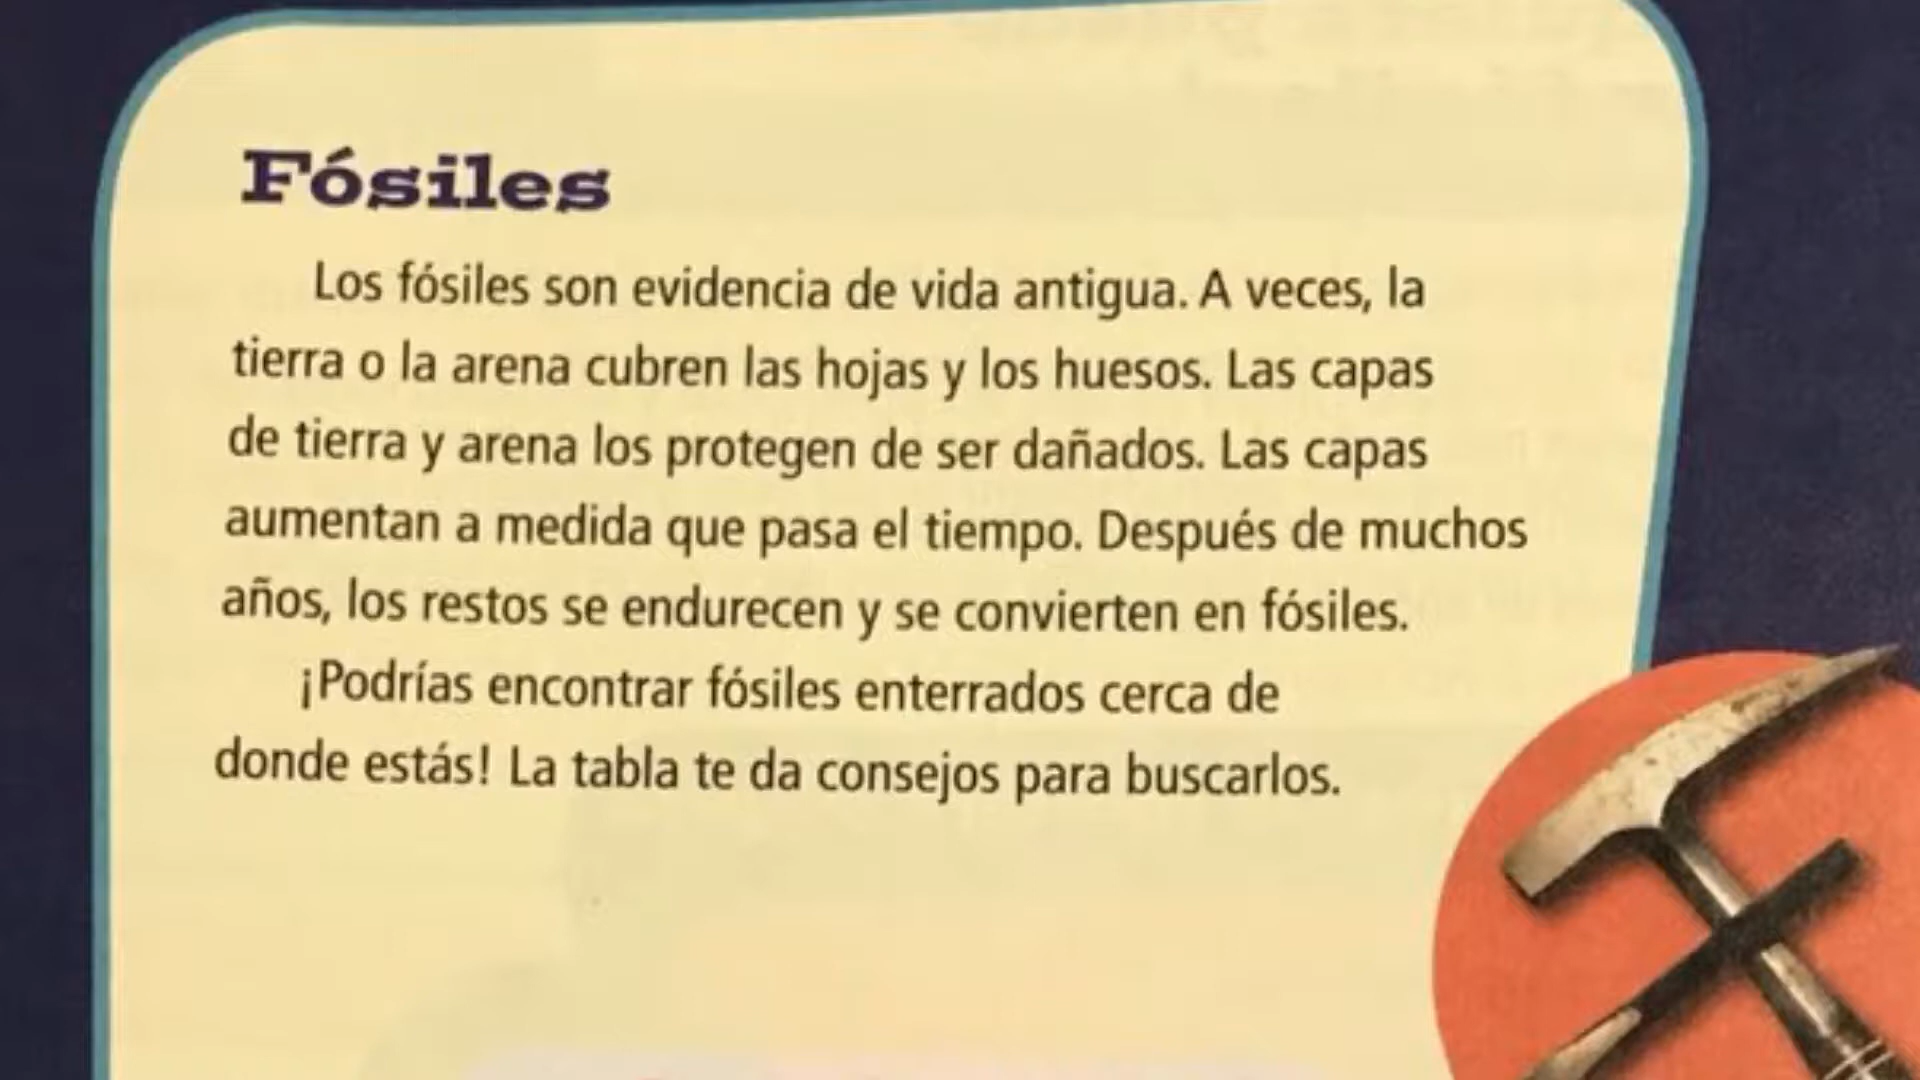 Fósiles
Los fósiles son evidencia de vida antigua. A veces, la
tierra o la arena cubren las hojas y los huesos. Las capas
de tierra y arena los protegen de ser dañados. Las capas
aumentan a medida que pasa el tiempo. Después de muchos
años, los restos se endurecen y se convierten en fósiles.
¡Podrías encontrar fósiles enterrados cerca de
donde estás! La tabla te da consejos para buscarlos.